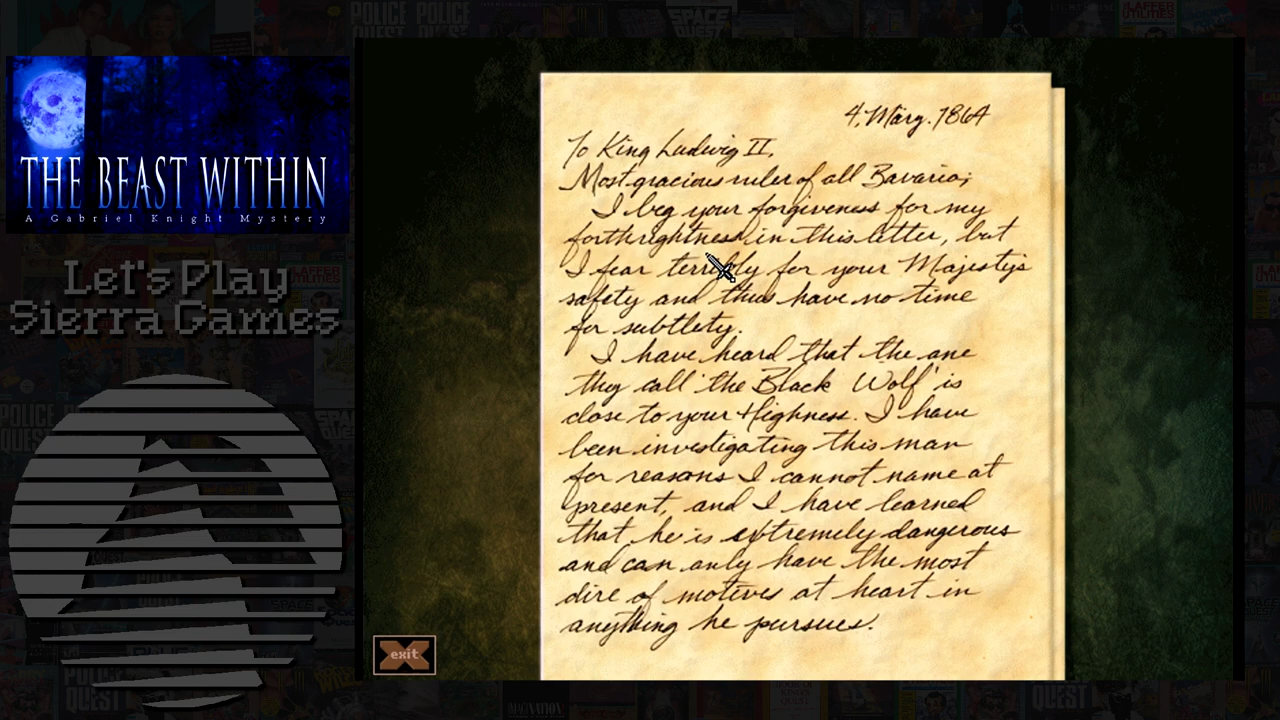 THE BEAST WITHIN
A Gabriel Knight Mystery
Let's Play
Sierra Games
4, Märy. 1864
To King Ludwig II,
Most gracious ruler of all Bavaria;
I beg your forgiveness for my
forthrightness in this letter, but
I fear terribly for your Majesty's
safety and thus have no time
for subtlety.
I have heard that the one
they call 'the Black Wolf' is
close to your Highness. I have
been investigating this man
for reasons I cannot name at
present, and I have learned
that he is extremely dangerous
and can only have the most
dire of motives at heart in
anything he pursues.
exit